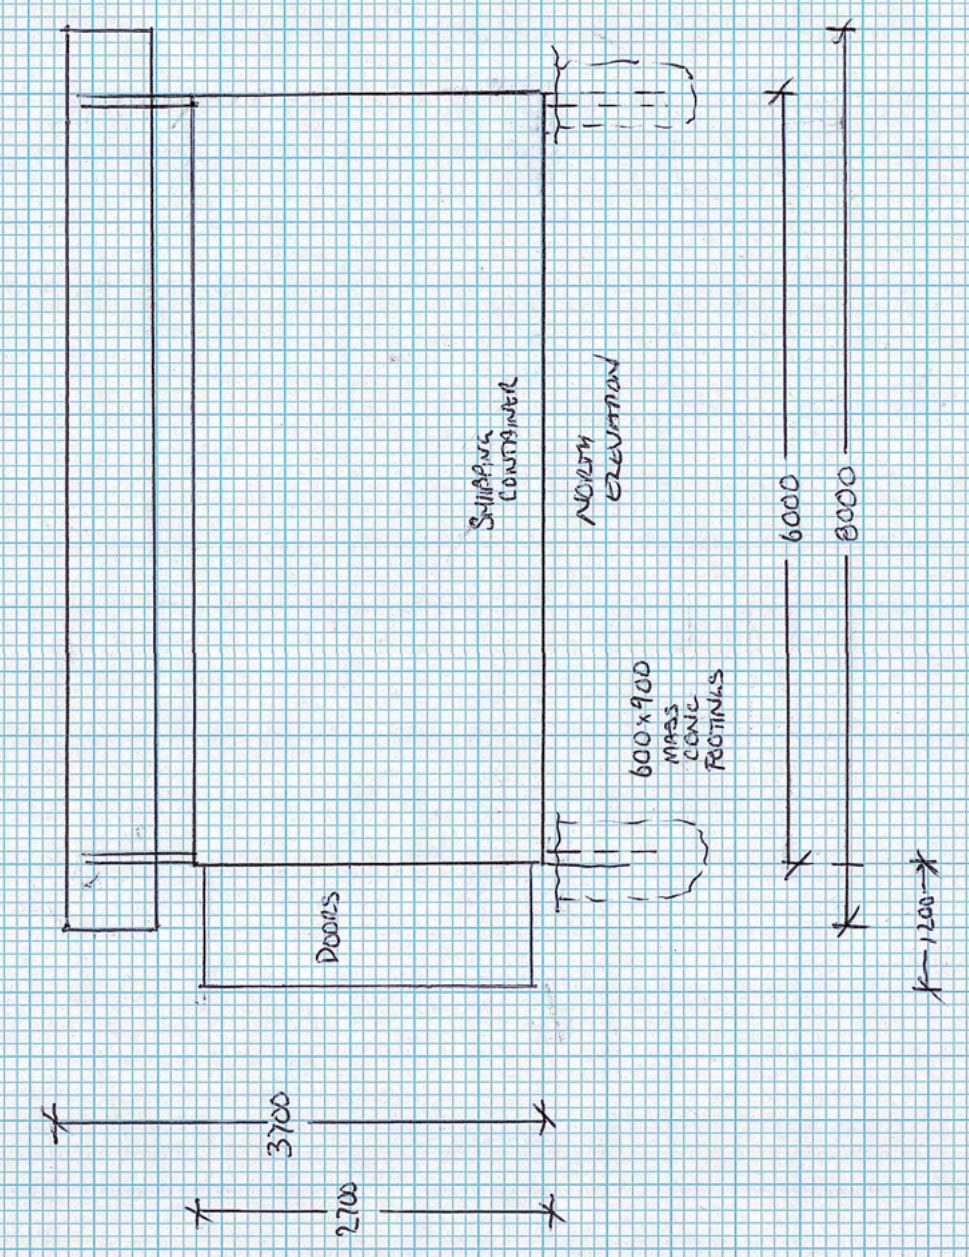 3700
2700
DOORS
SHIPPING
CONTAINER
NORTH
ELEVATION
600x900
MASS
CONC
FOOTINGS
6000
8000
1200